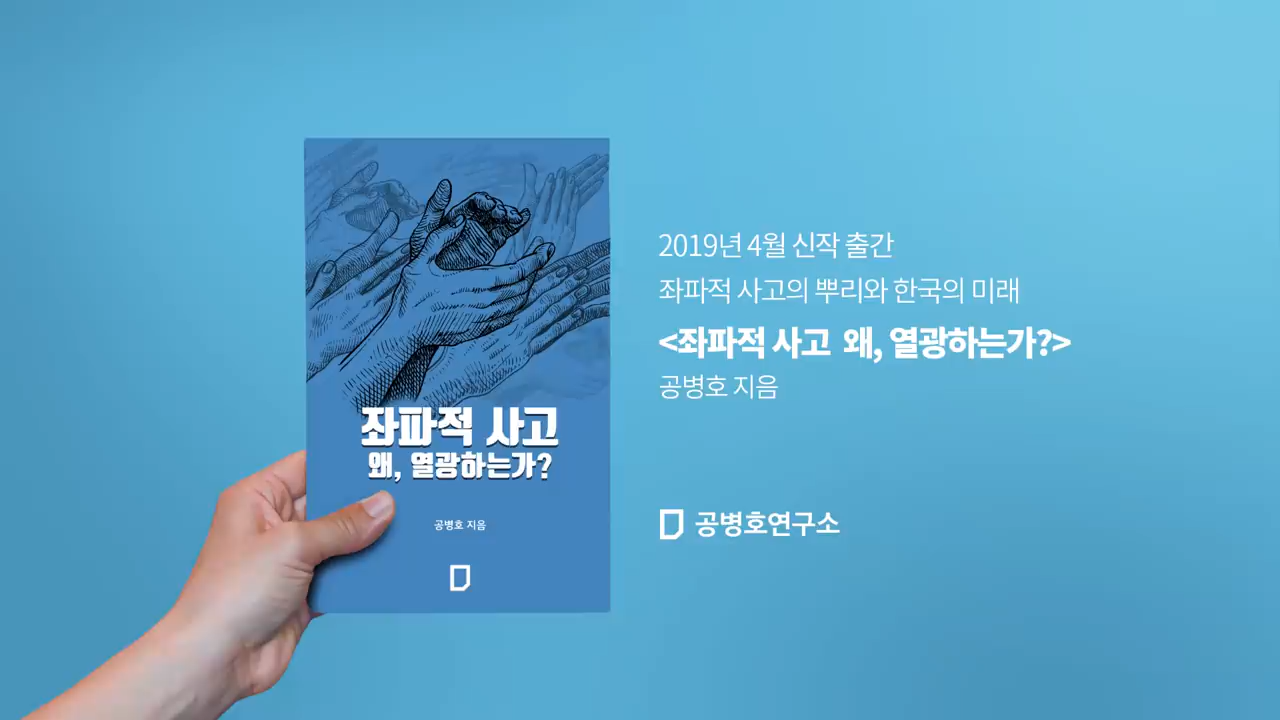 좌파적 사고
왜, 열광하는가?
공병호 지음
2019년 4월 신작 출간
좌파적 사고의 뿌리와 한국의 미래
<좌파적 사고 왜, 열광하는가?>
공병호 지음
공병호연구소